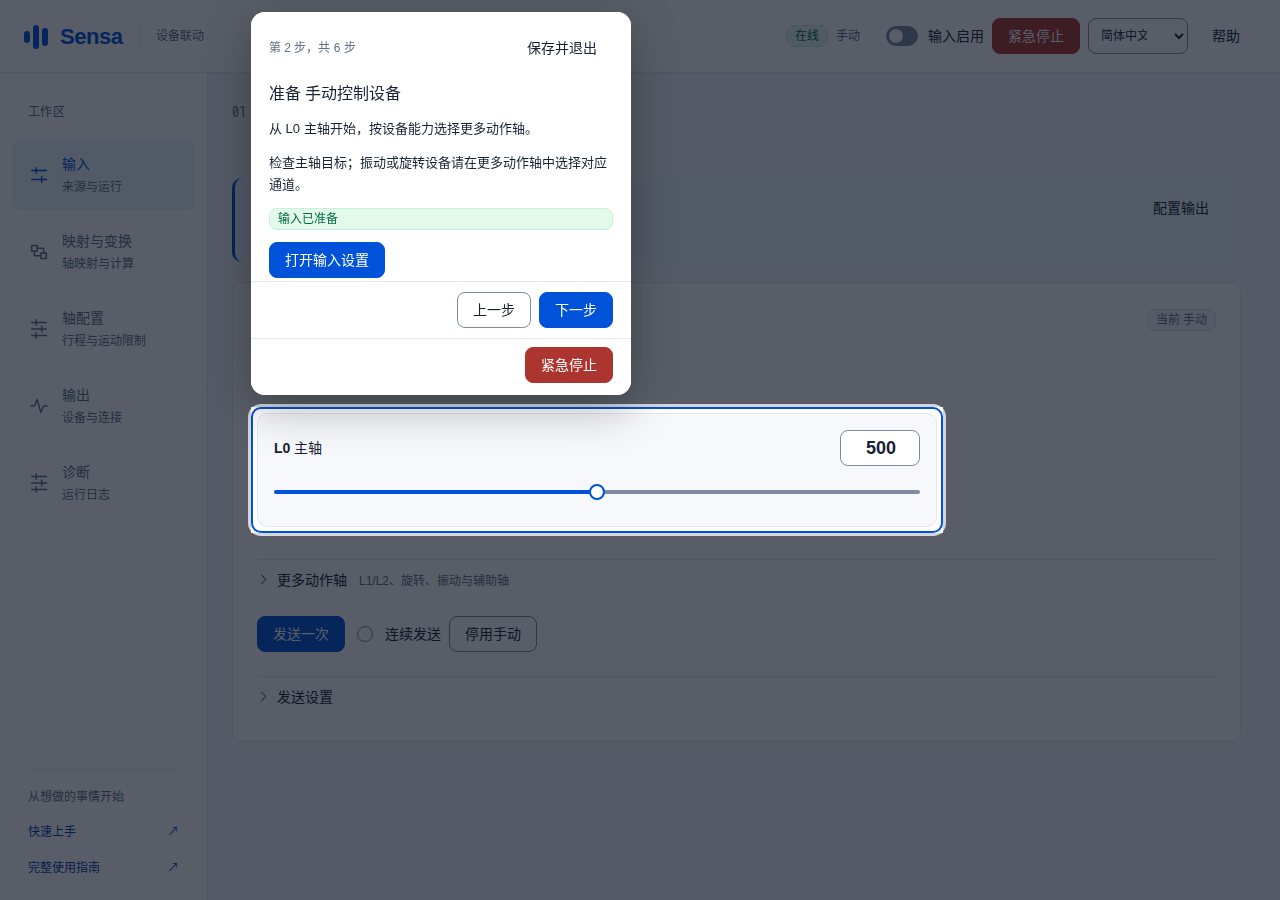 Sensa
设备联动
在线
手动
输入启用
紧急停止
简体中文
帮助
第 2 步，共 6 步
保存并退出
准备 手动控制设备
从 L0 主轴开始，按设备能力选择更多动作轴。
检查主轴目标；振动或旋转设备请在更多动作轴中选择对应
通道。
输入已准备
打开输入设置
上一步
下一步
紧急停止
工作区
输入
来源与运行
映射与变换
轴映射与计算
轴配置
行程与运动限制
输出
设备与连接
诊断
运行日志
从想做的事情开始
快速上手 ↗
完整使用指南 ↗
01
配置输出
当前 手动
L0 主轴
500
更多动作轴 L1/L2、旋转、振动与辅助轴
发送一次
连续发送
停用手动
发送设置